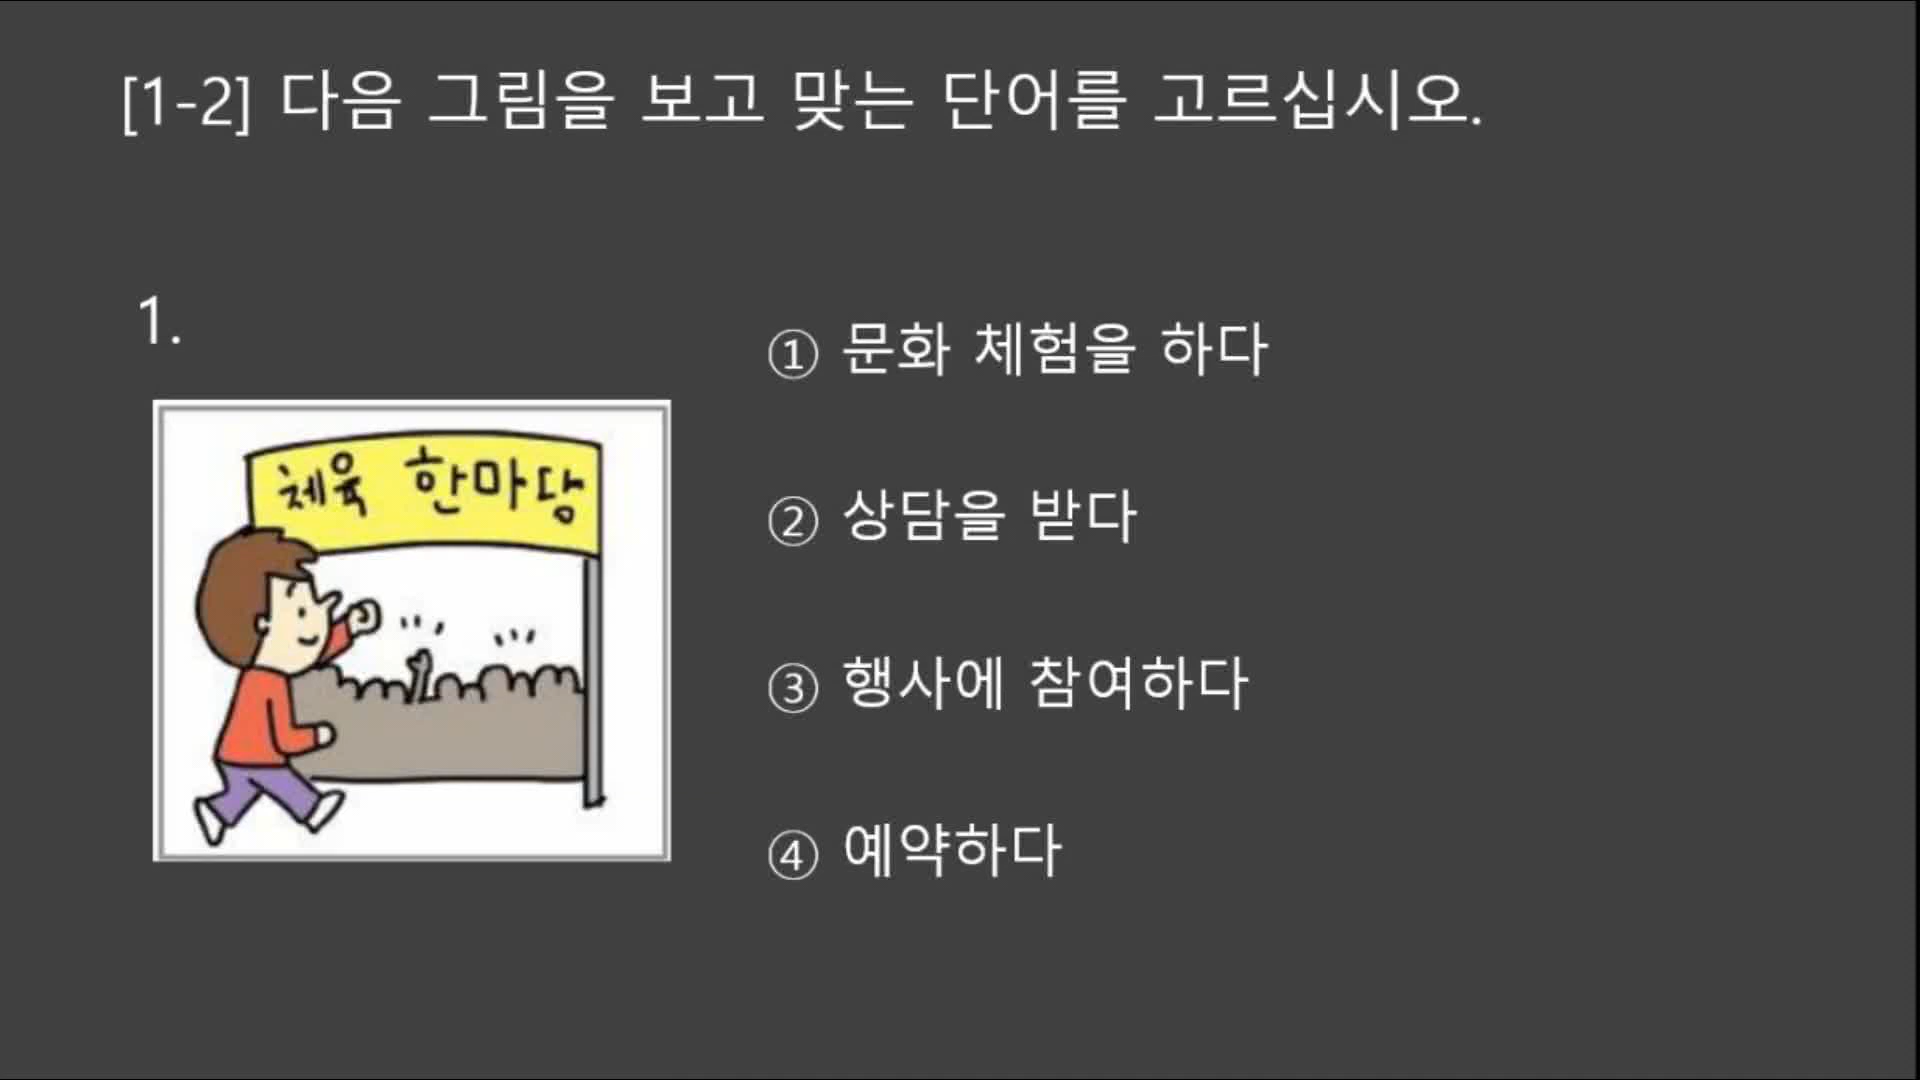 [1-2] 다음 그림을 보고 맞는 단어를 고르십시오.
1.
체육 한마당
① 문화 체험을 하다
② 상담을 받다
③ 행사에 참여하다
④ 예약하다